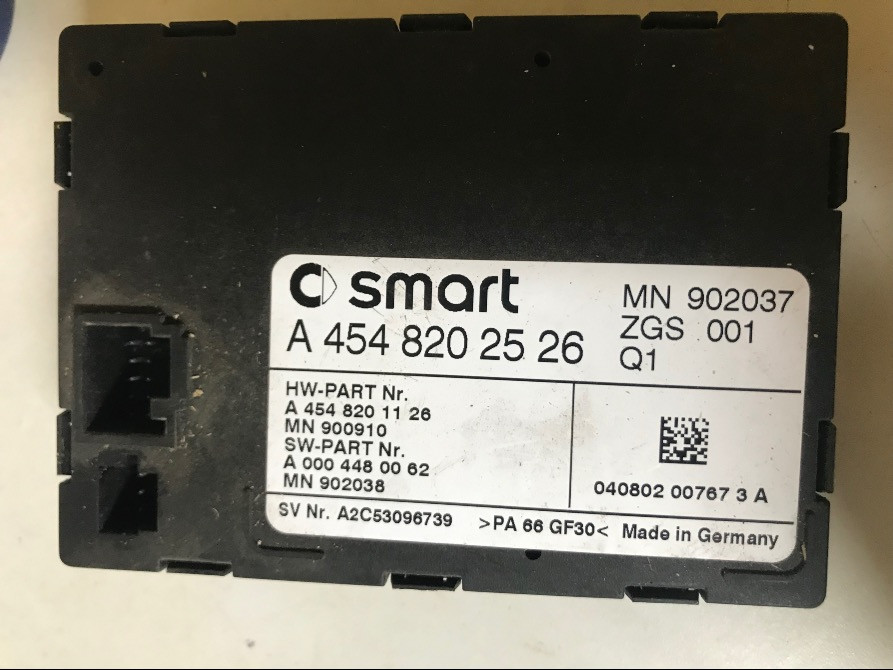 smart
A 454 820 25 26
MN 902037
ZGS 001
Q1
HW-PART Nr.
A 454 820 11 26
MN 900910
SW-PART Nr.
A 000 448 00 62
MN 902038
040802 00767 3 A
SV Nr. A2C53096739 >PA 66 GF30< Made in Germany